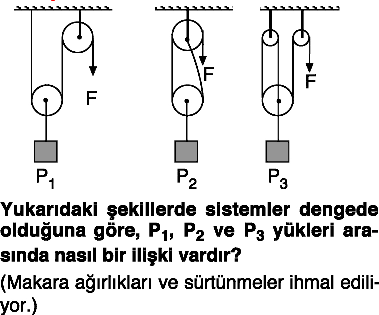 F
F
F
P1
P2
P3
Yukarıdaki şekillerde sistemler dengede
olduğuna göre, P1, P2 ve P3 yükleri ara-
sında nasıl bir ilişki vardır?
(Makara ağırlıkları ve sürtünmeler ihmal edili-
yor.)